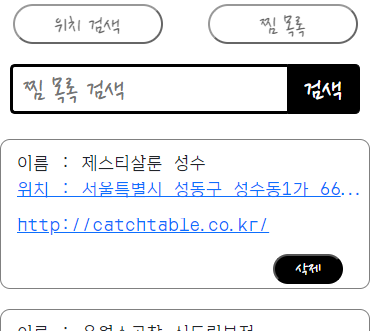 위치 검색
찜 목록
찜 목록 검색
검색
이름 : 제스티살룬 성수
위치 : 서울특별시 성동구 성수동1가 66...
http://catchtable.co.kr/
삭제
이름 :